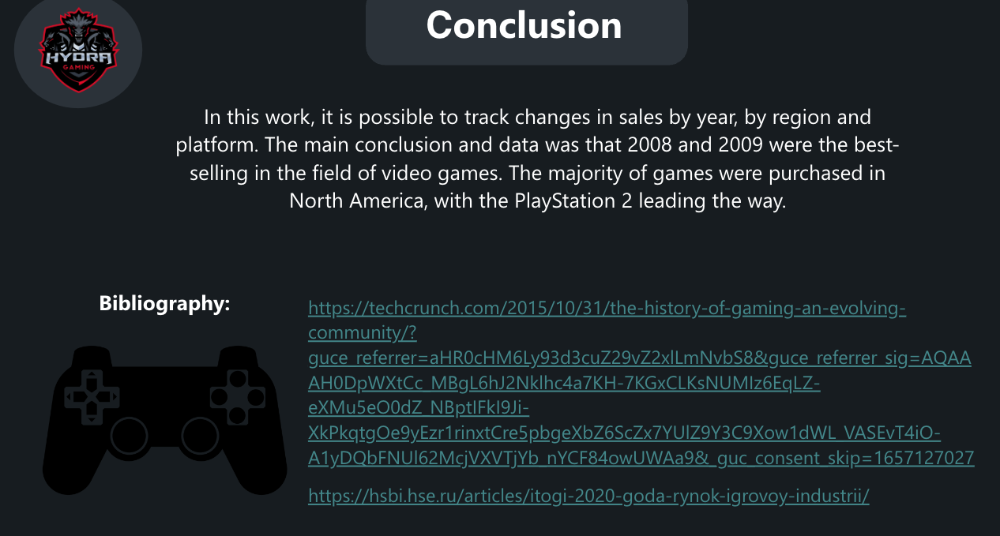 HYDRA
GAMING
Conclusion
In this work, it is possible to track changes in sales by year, by region and
platform. The main conclusion and data was that 2008 and 2009 were the best-
selling in the field of video games. The majority of games were purchased in
North America, with the PlayStation 2 leading the way.
Bibliography:
https://techcrunch.com/2015/10/31/the-history-of-gaming-an-evolving-
community/?
guce_referrer=aHR0cHM6Ly93d3cuZ29vZ2xlLmNvbS8&guce_referrer_sig=AQAA
AH0DpWXtCc_MBgL6hJ2Nklhc4a7KH-7KGxCLKsNUMIz6EqLZ-
eXMu5eO0dZ_NBptIFkI9Ji-
XkPkqtgOe9yEzr1rinxtCre5pbgeXbZ6ScZx7YUlZ9Y3C9Xow1dWL_VASEvT4iO-
A1yDQbFNUl62McjVXVTjYb_nYCF84owUWAa9&_guc_consent_skip=1657127027
https://hsbi.hse.ru/articles/itogi-2020-goda-rynok-igrovoy-industrii/